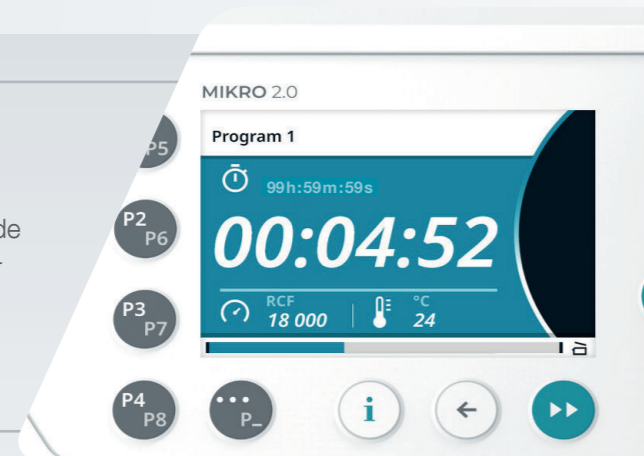 MIKRO 2.0
Program 1
P5
99h:59m:59s
de
P2
P6
00:04:52
RCF
18 000
°C
24
P3
P7
P4
P8
P_
i